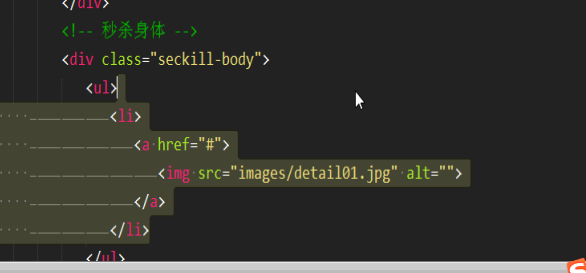 </div>
<!-- 秒杀身体 -->
<div class="seckill-body">
<ul>
<li>
<a href="#">
<img src="images/detail01.jpg" alt="">
</a>
</li>
</ul>